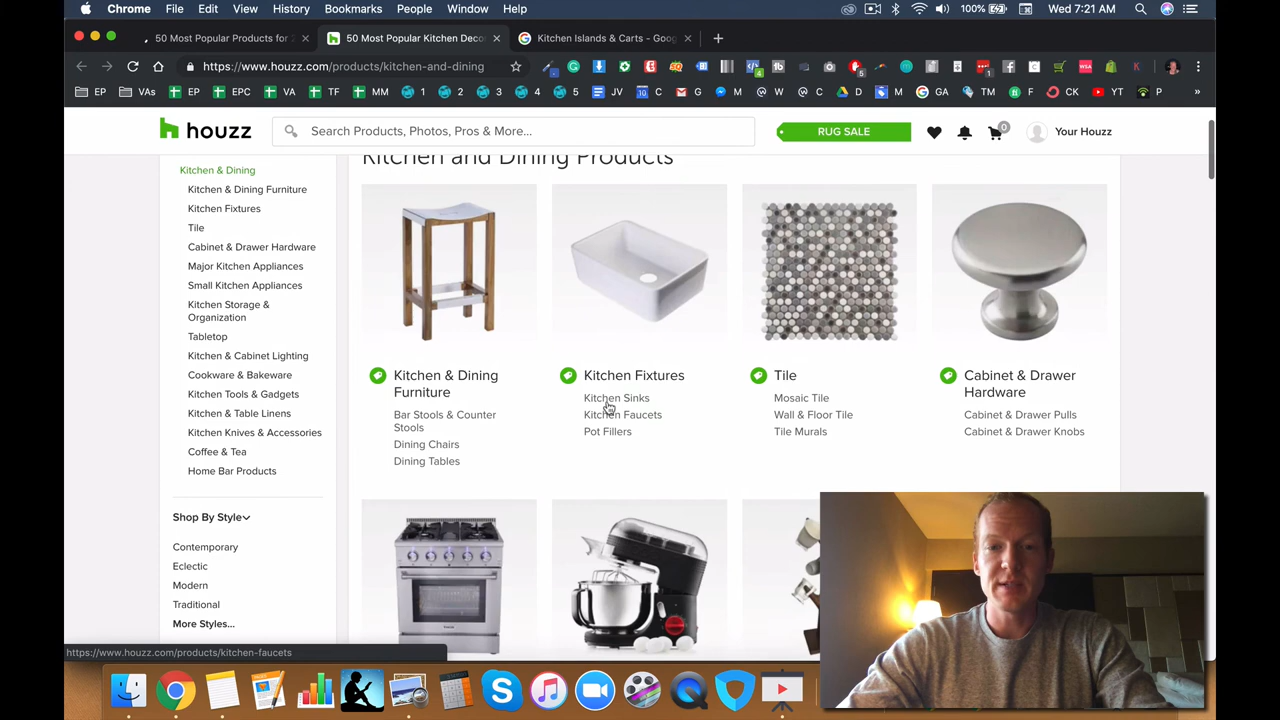 Chrome File Edit View History Bookmarks People Window Help 100% Wed 7:21 AM
50 Most Popular Products for 2 50 Most Popular Kitchen Deco Kitchen Islands & Carts - Goog
https://www.houzz.com/products/kitchen-and-dining
EP VAs EP EPC VA TF MM 1 2 3 4 5 JV C G M W C D M GA TM F CK YT P »
houzz Search Products, Photos, Pros & More... RUG SALE 0 Your Houzz
Kitchen and Dining Products
Kitchen & Dining
Kitchen & Dining Furniture
Kitchen Fixtures
Tile
Cabinet & Drawer Hardware
Major Kitchen Appliances
Small Kitchen Appliances
Kitchen Storage &
Organization
Tabletop
Kitchen & Cabinet Lighting
Cookware & Bakeware
Kitchen Tools & Gadgets
Kitchen & Table Linens
Kitchen Knives & Accessories
Coffee & Tea
Home Bar Products
Shop By Style
Contemporary
Eclectic
Modern
Traditional
More Styles...
Kitchen & Dining
Furniture
Bar Stools & Counter
Stools
Dining Chairs
Dining Tables
Kitchen Fixtures
Kitchen Sinks
Kitchen Faucets
Pot Fillers
Tile
Mosaic Tile
Wall & Floor Tile
Tile Murals
Cabinet & Drawer
Hardware
Cabinet & Drawer Pulls
Cabinet & Drawer Knobs
https://www.houzz.com/products/kitchen-faucets